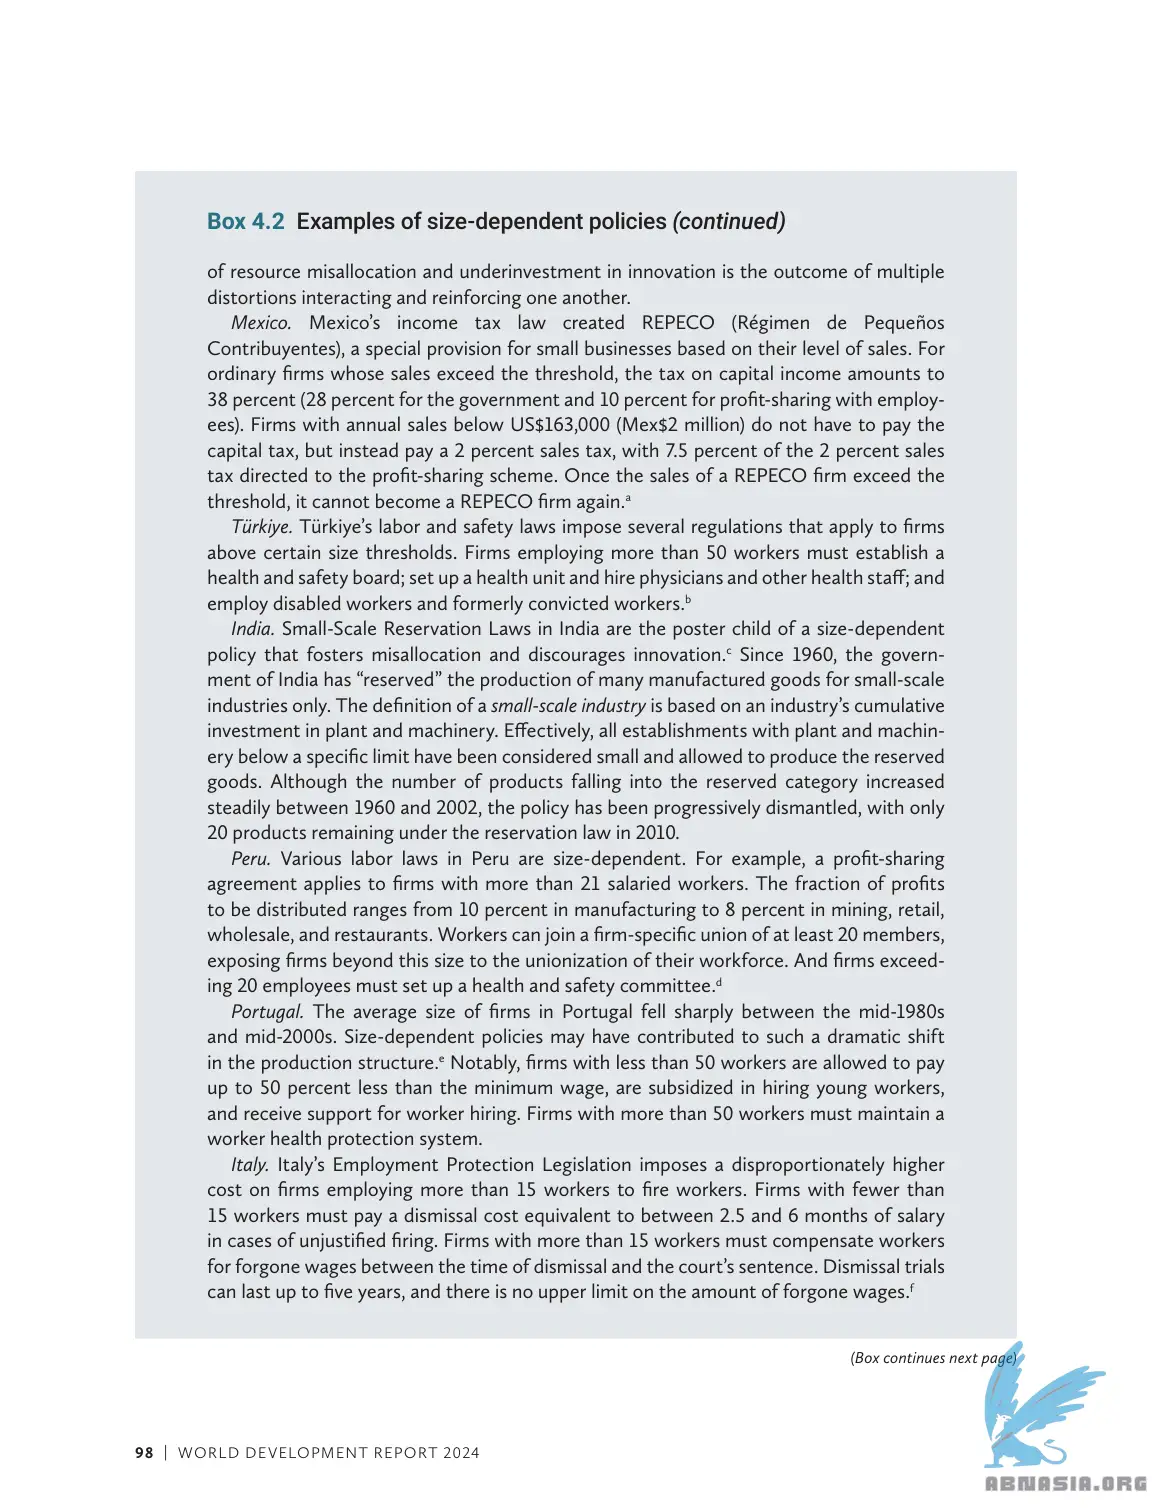 Box 4.2 Examples of size-dependent policies (continued)
of resource misallocation and underinvestment in innovation is the outcome of multiple
distortions interacting and reinforcing one another.
Mexico. Mexico’s income tax law created REPECO (Régimen de Pequeños
Contribuyentes), a special provision for small businesses based on their level of sales. For
ordinary firms whose sales exceed the threshold, the tax on capital income amounts to
38 percent (28 percent for the government and 10 percent for profit-sharing with employ-
ees). Firms with annual sales below US$163,000 (Mex$2 million) do not have to pay the
capital tax, but instead pay a 2 percent sales tax, with 7.5 percent of the 2 percent sales
tax directed to the profit-sharing scheme. Once the sales of a REPECO firm exceed the
threshold, it cannot become a REPECO firm again.a
Türkiye. Türkiye’s labor and safety laws impose several regulations that apply to firms
above certain size thresholds. Firms employing more than 50 workers must establish a
health and safety board; set up a health unit and hire physicians and other health staff; and
employ disabled workers and formerly convicted workers.b
India. Small-Scale Reservation Laws in India are the poster child of a size-dependent
policy that fosters misallocation and discourages innovation.c Since 1960, the govern-
ment of India has “reserved” the production of many manufactured goods for small-scale
industries only. The definition of a small-scale industry is based on an industry’s cumulative
investment in plant and machinery. Effectively, all establishments with plant and machin-
ery below a specific limit have been considered small and allowed to produce the reserved
goods. Although the number of products falling into the reserved category increased
steadily between 1960 and 2002, the policy has been progressively dismantled, with only
20 products remaining under the reservation law in 2010.
Peru. Various labor laws in Peru are size-dependent. For example, a profit-sharing
agreement applies to firms with more than 21 salaried workers. The fraction of profits
to be distributed ranges from 10 percent in manufacturing to 8 percent in mining, retail,
wholesale, and restaurants. Workers can join a firm-specific union of at least 20 members,
exposing firms beyond this size to the unionization of their workforce. And firms exceed-
ing 20 employees must set up a health and safety committee.d
Portugal. The average size of firms in Portugal fell sharply between the mid-1980s
and mid-2000s. Size-dependent policies may have contributed to such a dramatic shift
in the production structure.e Notably, firms with less than 50 workers are allowed to pay
up to 50 percent less than the minimum wage, are subsidized in hiring young workers,
and receive support for worker hiring. Firms with more than 50 workers must maintain a
worker health protection system.
Italy. Italy’s Employment Protection Legislation imposes a disproportionately higher
cost on firms employing more than 15 workers to fire workers. Firms with fewer than
15 workers must pay a dismissal cost equivalent to between 2.5 and 6 months of salary
in cases of unjustified firing. Firms with more than 15 workers must compensate workers
for forgone wages between the time of dismissal and the court’s sentence. Dismissal trials
can last up to five years, and there is no upper limit on the amount of forgone wages.f
(Box continues next page)
98 | WORLD DEVELOPMENT REPORT 2024
ABNASIA.ORG